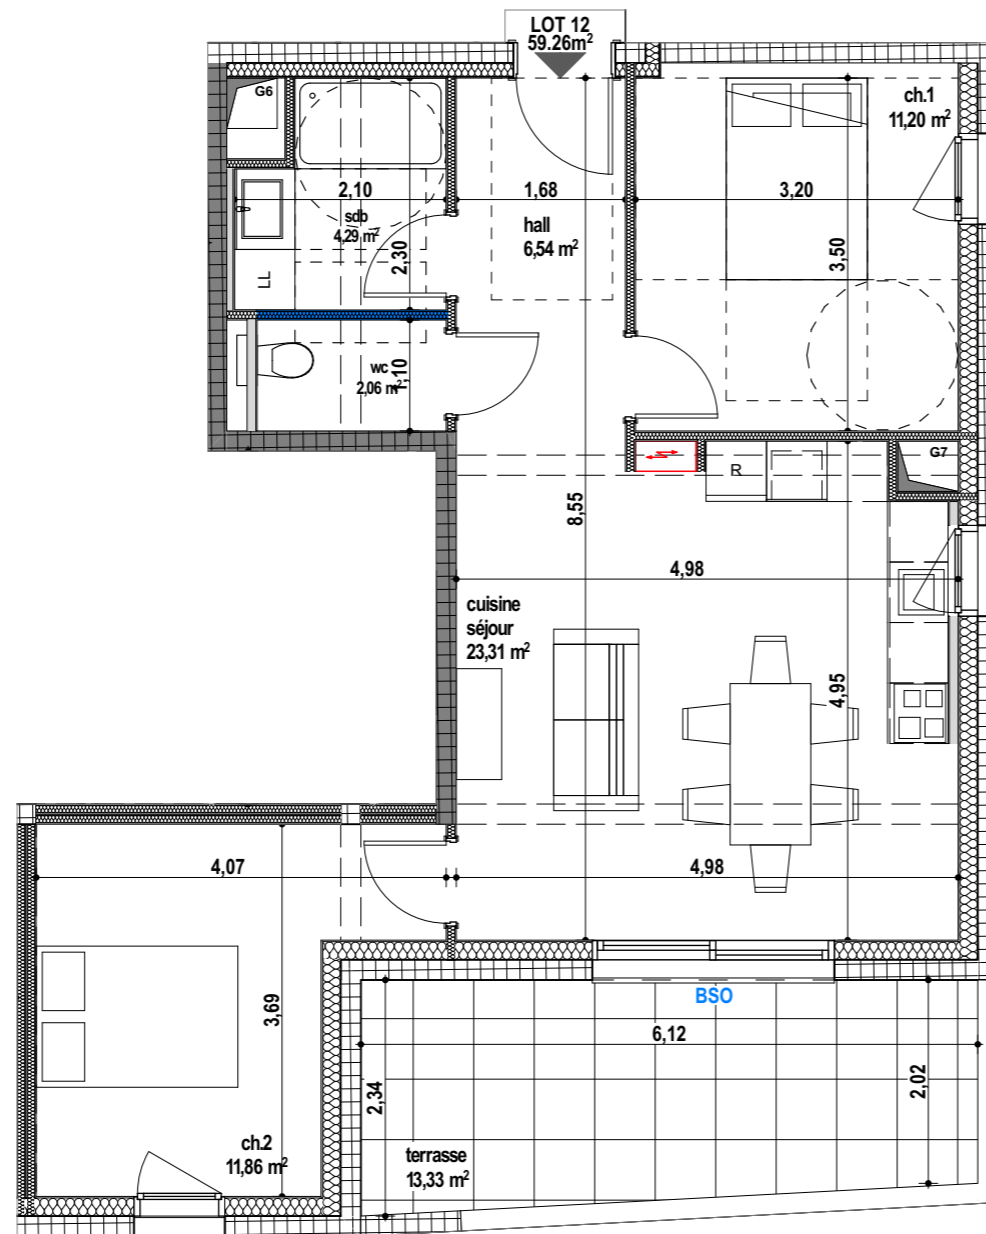 LOT 12
59.26m²
G6
ch.1
11,20 m²
2,10
1,68
3,20
sdb
4,29 m²
hall
6,54 m²
2,30
3,50
LL
wc
2,06 m²
1,10
R
G7
8,55
4,98
cuisine
séjour
23,31 m²
4,95
4,07
4,98
3,69
BSO
6,12
2,34
2,02
ch.2
11,86 m²
terrasse
13,33 m²